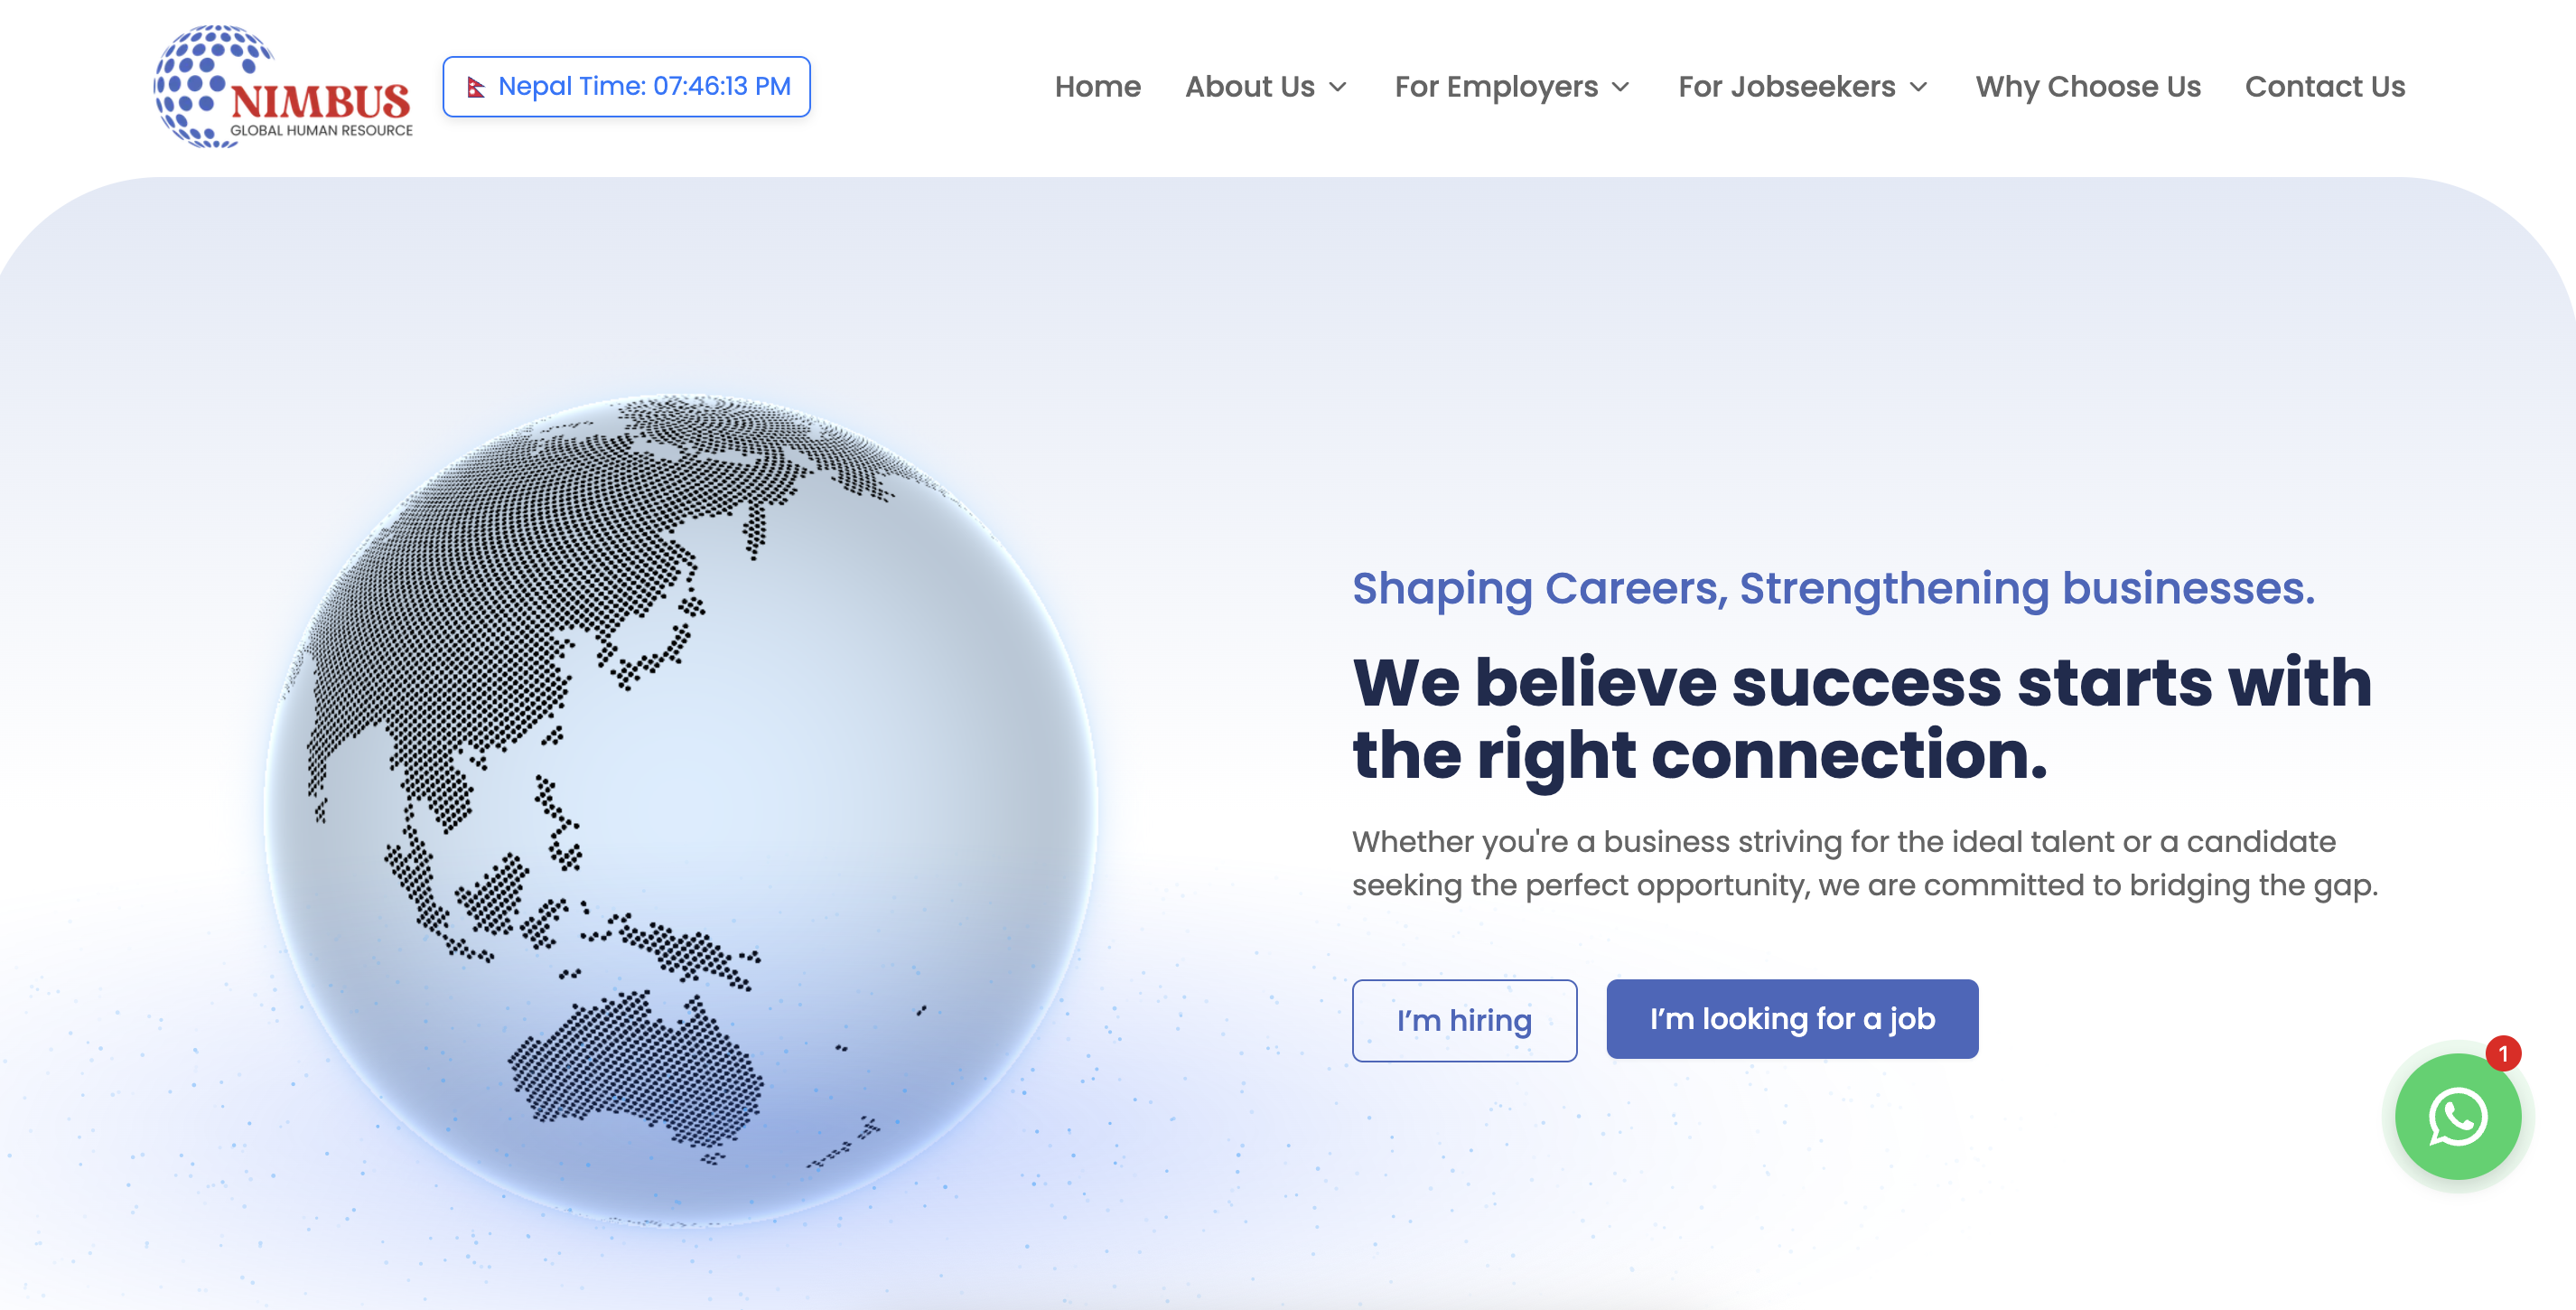 NIMBUS
GLOBAL HUMAN RESOURCE
Nepal Time: 07:46:13 PM
Home
About Us
For Employers
For Jobseekers
Why Choose Us
Contact Us
Shaping Careers, Strengthening businesses.
We believe success starts with
the right connection.
Whether you're a business striving for the ideal talent or a candidate
seeking the perfect opportunity, we are committed to bridging the gap.
I’m hiring
I’m looking for a job
1